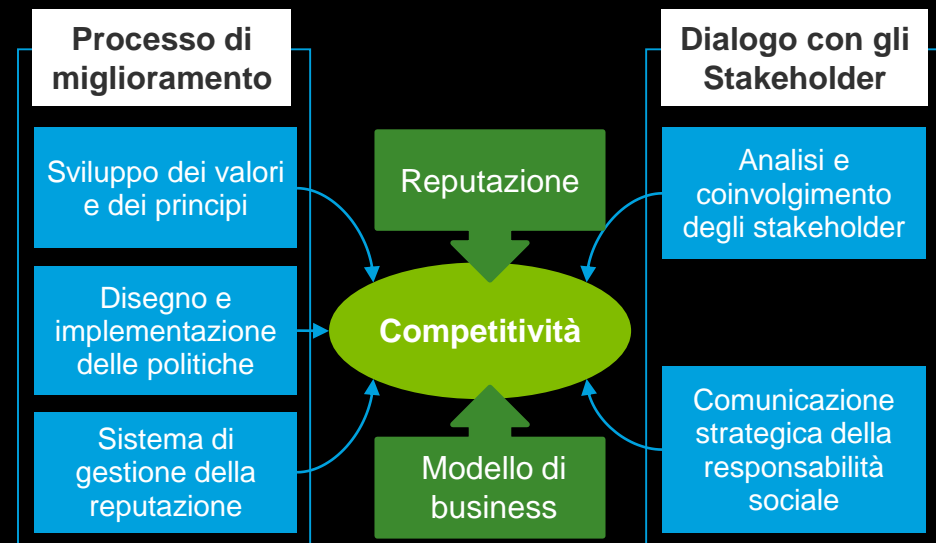 Processo di
miglioramento
Sviluppo dei valori
e dei principi
Disegno e
implementazione
delle politiche
Sistema di
gestione della
reputazione
Reputazione
Competitività
Modello di
business
Dialogo con gli
Stakeholder
Analisi e
coinvolgimento
degli stakeholder
Comunicazione
strategica della
responsabilità
sociale